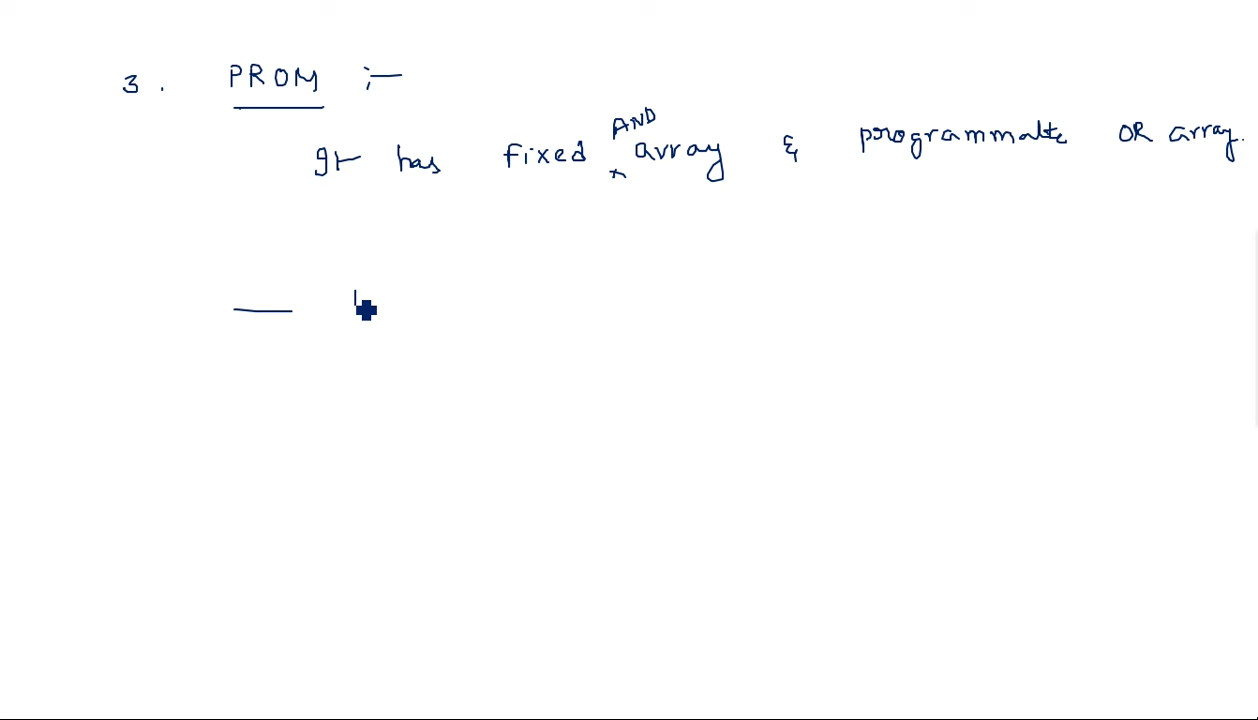 3. PROM :-
It has fixed AND array & programmable OR array.